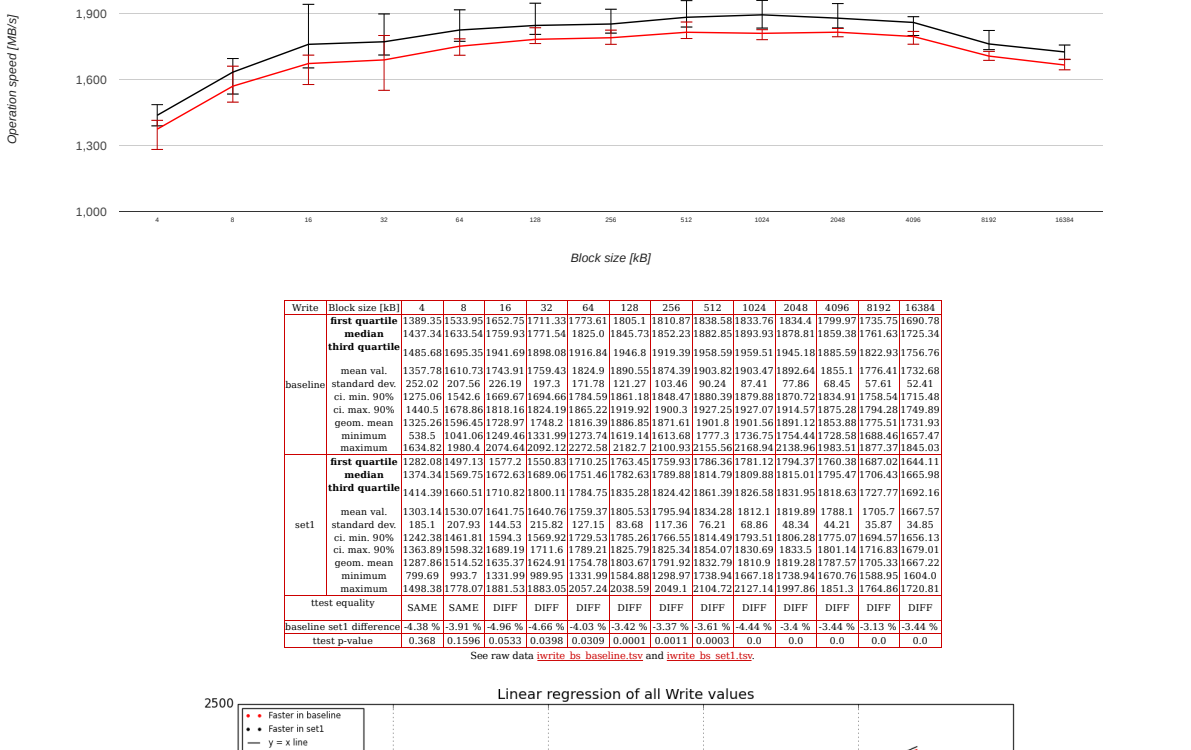 1,900
1,600
1,300
1,000
Operation speed [MB/s]
4 8 16 32 64 128 256 512 1024 2048 4096 8192 16384
Block size [kB]
Write Block size [kB] 4 8 16 32 64 128 256 512 1024 2048 4096 8192 16384
baseline
first quartile 1389.35 1533.95 1652.75 1711.33 1773.61 1805.1 1810.87 1838.58 1833.76 1834.4 1799.97 1735.75 1690.78
median 1437.34 1633.54 1759.93 1771.54 1825.0 1845.73 1852.23 1882.85 1893.93 1878.81 1859.38 1761.63 1725.34
third quartile 1485.68 1695.35 1941.69 1898.08 1916.84 1946.8 1919.39 1958.59 1959.51 1945.18 1885.59 1822.93 1756.76
mean val. 1357.78 1610.73 1743.91 1759.43 1824.9 1890.55 1874.39 1903.82 1903.47 1892.64 1855.1 1776.41 1732.68
standard dev. 252.02 207.56 226.19 197.3 171.78 121.27 103.46 90.24 87.41 77.86 68.45 57.61 52.41
ci. min. 90% 1275.06 1542.6 1669.67 1694.66 1784.59 1861.18 1848.47 1880.39 1879.88 1870.72 1834.91 1758.54 1715.48
ci. max. 90% 1440.5 1678.86 1818.16 1824.19 1865.22 1919.92 1900.3 1927.25 1927.07 1914.57 1875.28 1794.28 1749.89
geom. mean 1325.26 1596.45 1728.97 1748.2 1816.39 1886.85 1871.61 1901.8 1901.56 1891.12 1853.88 1775.51 1731.93
minimum 538.5 1041.06 1249.46 1331.99 1273.74 1619.14 1613.68 1777.3 1736.75 1754.44 1728.58 1688.46 1657.47
maximum 1634.82 1980.4 2074.64 2092.12 2272.58 2182.7 2100.93 2155.56 2168.94 2138.96 1983.51 1877.37 1845.03
set1
first quartile 1282.08 1497.13 1577.2 1550.83 1710.25 1763.45 1759.93 1786.36 1781.12 1794.37 1760.38 1687.02 1644.11
median 1374.34 1569.75 1672.63 1689.06 1751.46 1782.63 1789.88 1814.79 1809.88 1815.01 1795.47 1706.43 1665.98
third quartile 1414.39 1660.51 1710.82 1800.11 1784.75 1835.28 1824.42 1861.39 1826.58 1831.95 1818.63 1727.77 1692.16
mean val. 1303.14 1530.07 1641.75 1640.76 1759.37 1805.53 1795.94 1834.28 1812.1 1819.89 1788.1 1705.7 1667.57
standard dev. 185.1 207.93 144.53 215.82 127.15 83.68 117.36 76.21 68.86 48.34 44.21 35.87 34.85
ci. min. 90% 1242.38 1461.81 1594.3 1569.92 1729.53 1785.26 1766.55 1814.49 1793.51 1806.28 1775.07 1694.57 1656.13
ci. max. 90% 1363.89 1598.32 1689.19 1711.6 1789.21 1825.79 1825.34 1854.07 1830.69 1833.5 1801.14 1716.83 1679.01
geom. mean 1287.86 1514.52 1635.37 1624.91 1754.78 1803.67 1791.92 1832.79 1810.9 1819.28 1787.57 1705.33 1667.22
minimum 799.69 993.7 1331.99 989.95 1331.99 1584.88 1298.97 1738.94 1667.18 1738.94 1670.76 1588.95 1604.0
maximum 1498.38 1778.07 1881.53 1883.05 2057.24 2038.59 2049.1 2104.72 2127.14 1997.86 1851.3 1764.86 1720.81
ttest equality SAME SAME DIFF DIFF DIFF DIFF DIFF DIFF DIFF DIFF DIFF DIFF DIFF
baseline set1 difference -4.38 % -3.91 % -4.96 % -4.66 % -4.03 % -3.42 % -3.37 % -3.61 % -4.44 % -3.4 % -3.44 % -3.13 % -3.44 %
ttest p-value 0.368 0.1596 0.0533 0.0398 0.0309 0.0001 0.0011 0.0003 0.0 0.0 0.0 0.0 0.0
See raw data iwrite_bs_baseline.tsv and iwrite_bs_set1.tsv.
Linear regression of all Write values
2500
Faster in baseline
Faster in set1
y = x line